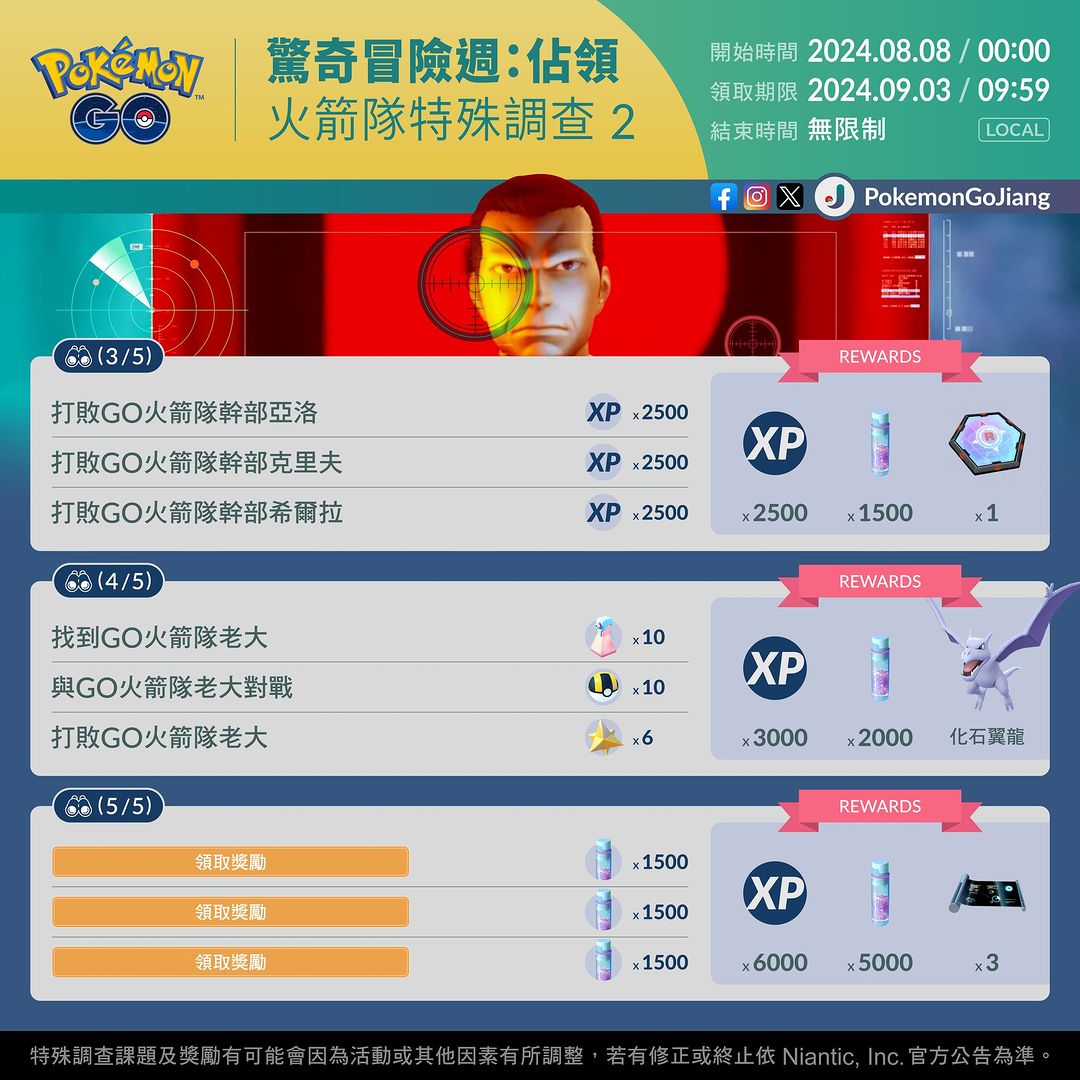 POKÉMON GO™
驚奇冒險週：佔領
火箭隊特殊調查 2
開始時間 2024.08.08 / 00:00
領取期限 2024.09.03 / 09:59
結束時間 無限制 LOCAL
PokemonGoJiang
(3/5) REWARDS
打敗GO火箭隊幹部亞洛 XP x2500
打敗GO火箭隊幹部克里夫 XP x2500
打敗GO火箭隊幹部希爾拉 XP x2500
XP R
x2500 x1500 x1
(4/5) REWARDS
找到GO火箭隊老大 x10
與GO火箭隊老大對戰 x10
打敗GO火箭隊老大 x6
XP
x3000 x2000 化石翼龍
(5/5) REWARDS
領取獎勵 x1500
領取獎勵 x1500
領取獎勵 x1500
XP
x6000 x5000 x3
特殊調查課題及獎勵有可能會因為活動或其他因素有所調整，若有修正或終止依 Niantic, Inc. 官方公告為準。